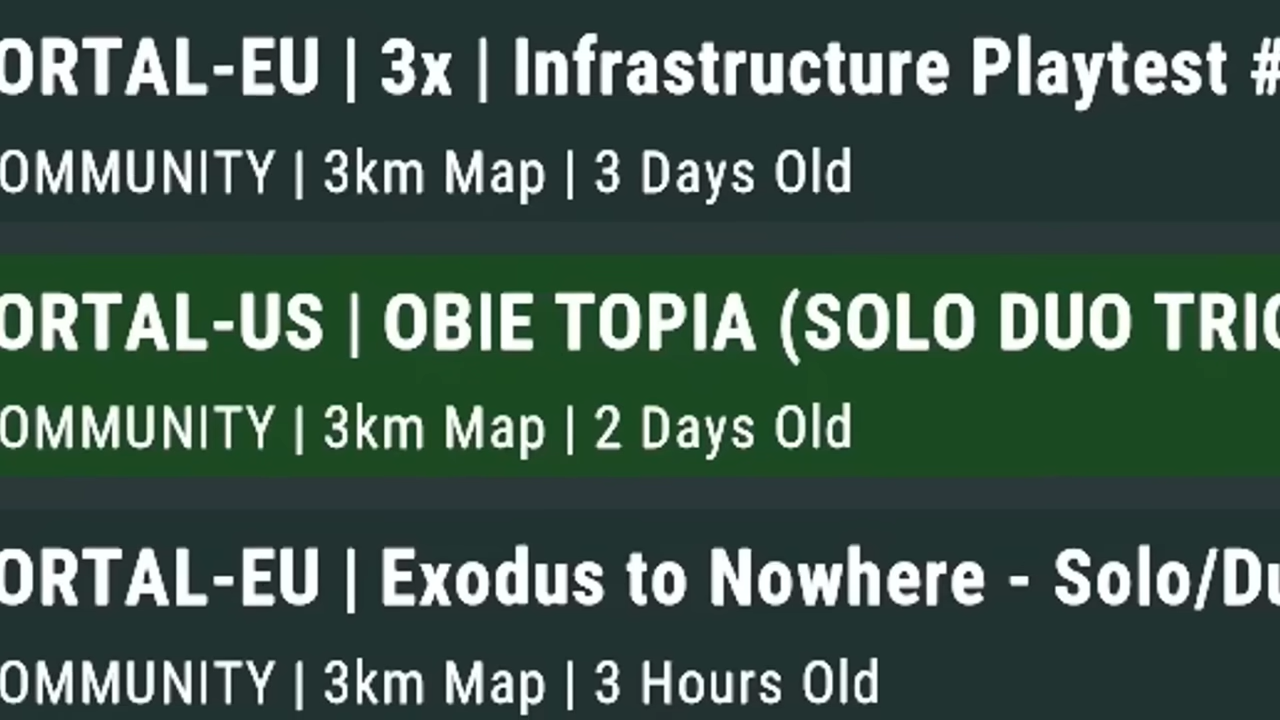 ORTAL-EU | 3x | Infrastructure Playtest #
OMMUNITY | 3km Map | 3 Days Old
ORTAL-US | OBIE TOPIA (SOLO DUO TRIO
OMMUNITY | 3km Map | 2 Days Old
ORTAL-EU | Exodus to Nowhere - Solo/Du
OMMUNITY | 3km Map | 3 Hours Old